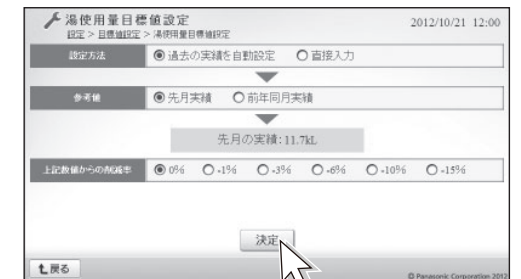 湯使用量目標値設定
2012/10/21 12:00
設定 > 目標値設定 > 湯使用量目標値設定
設定方法 過去の実績を自動設定 直接入力
参考値 先月実績 前年同月実績
先月の実績:11.7kL
上記数値からの削減率 0% -1% -3% -6% -10% -15%
決定
戻る
© Panasonic Corporation 2012